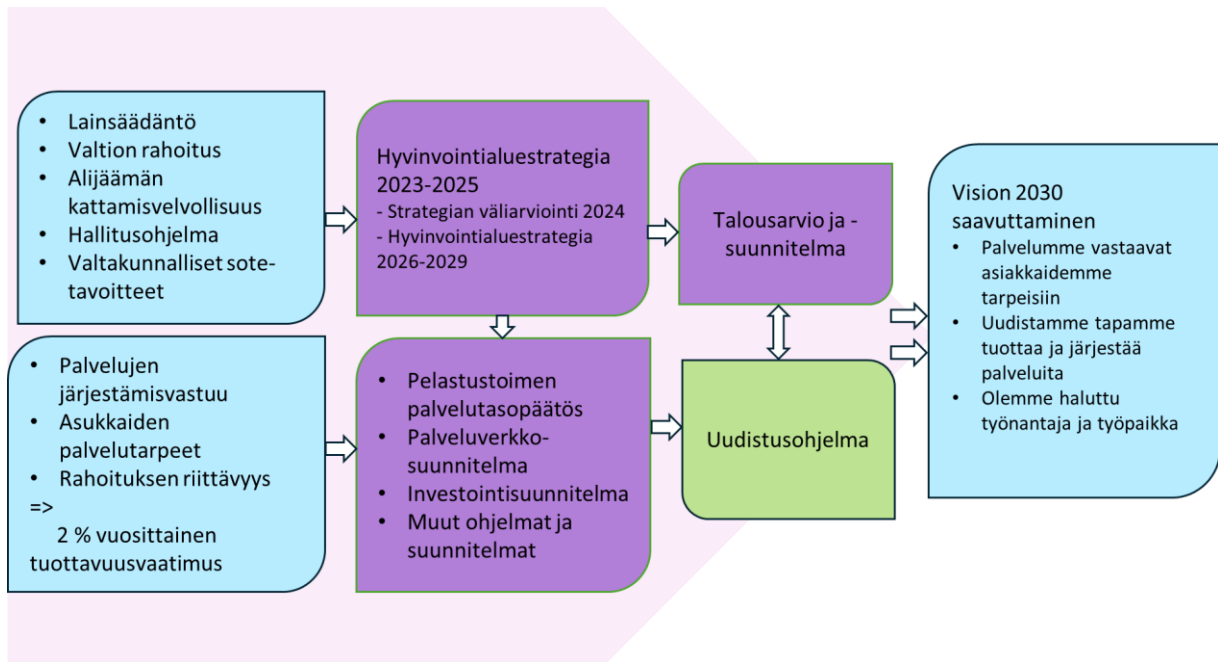 • Lainsäädäntö
• Valtion rahoitus
• Alijäämän
kattamisvelvollisuus
• Hallitusohjelma
• Valtakunnalliset sote-
tavoitteet
• Palvelujen
järjestämisvastuu
• Asukkaiden
palvelutarpeet
• Rahoituksen riittävyys
=>
2 % vuosittainen
tuottavuusvaatimus
Hyvinvointialuestrategia
2023-2025
- Strategian väliarviointi 2024
- Hyvinvointialuestrategia
2026-2029
• Pelastustoimen
palvelutasopäätös
• Palveluverkko-
suunnitelma
• Investointisuunnitelma
• Muut ohjelmat ja
suunnitelmat
Talousarvio ja -
suunnitelma
Uudistusohjelma
Vision 2030
saavuttaminen
• Palvelumme vastaavat
asiakkaidemme
tarpeisiin
• Uudistamme tapamme
tuottaa ja järjestää
palveluita
• Olemme haluttu
työnantaja ja työpaikka